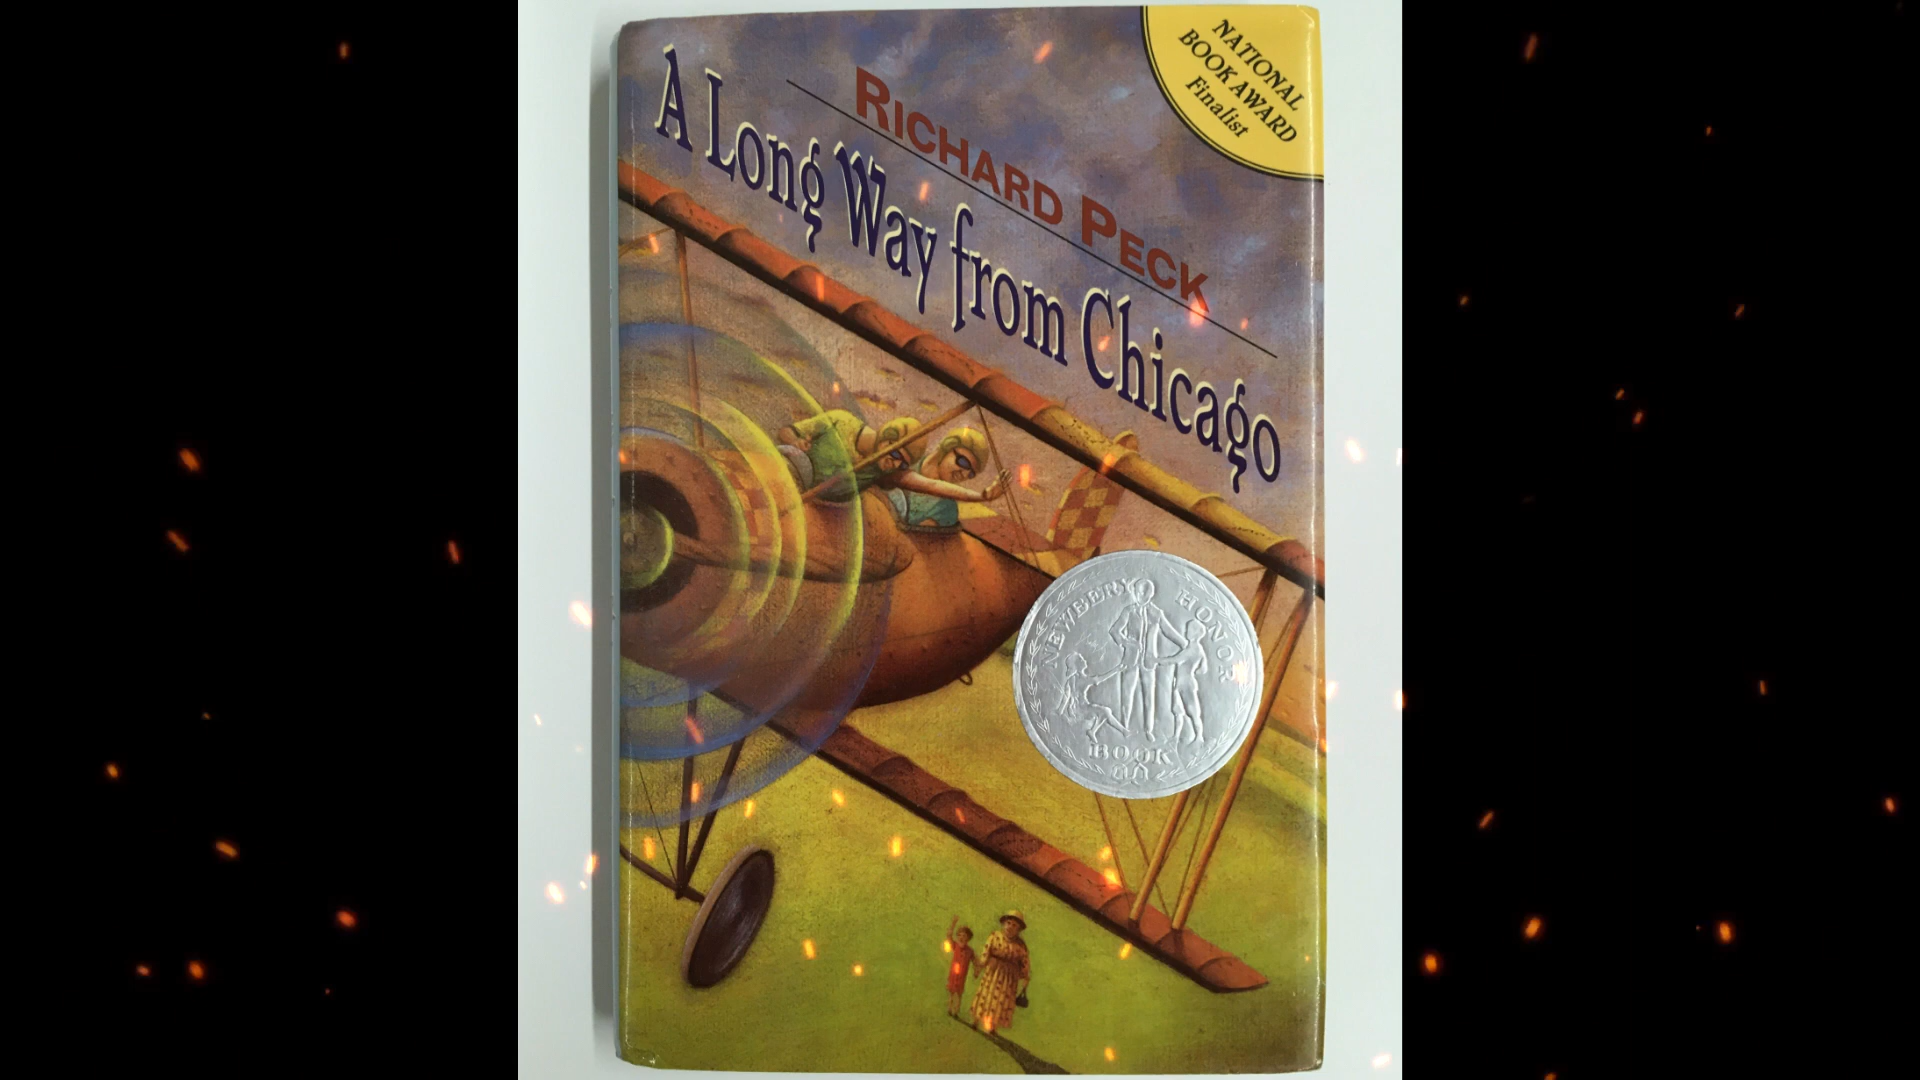 NATIONAL
BOOK AWARD
Finalist
RICHARD PECK
A Long Way from Chicago
NEWBERY HONOR
BOOK